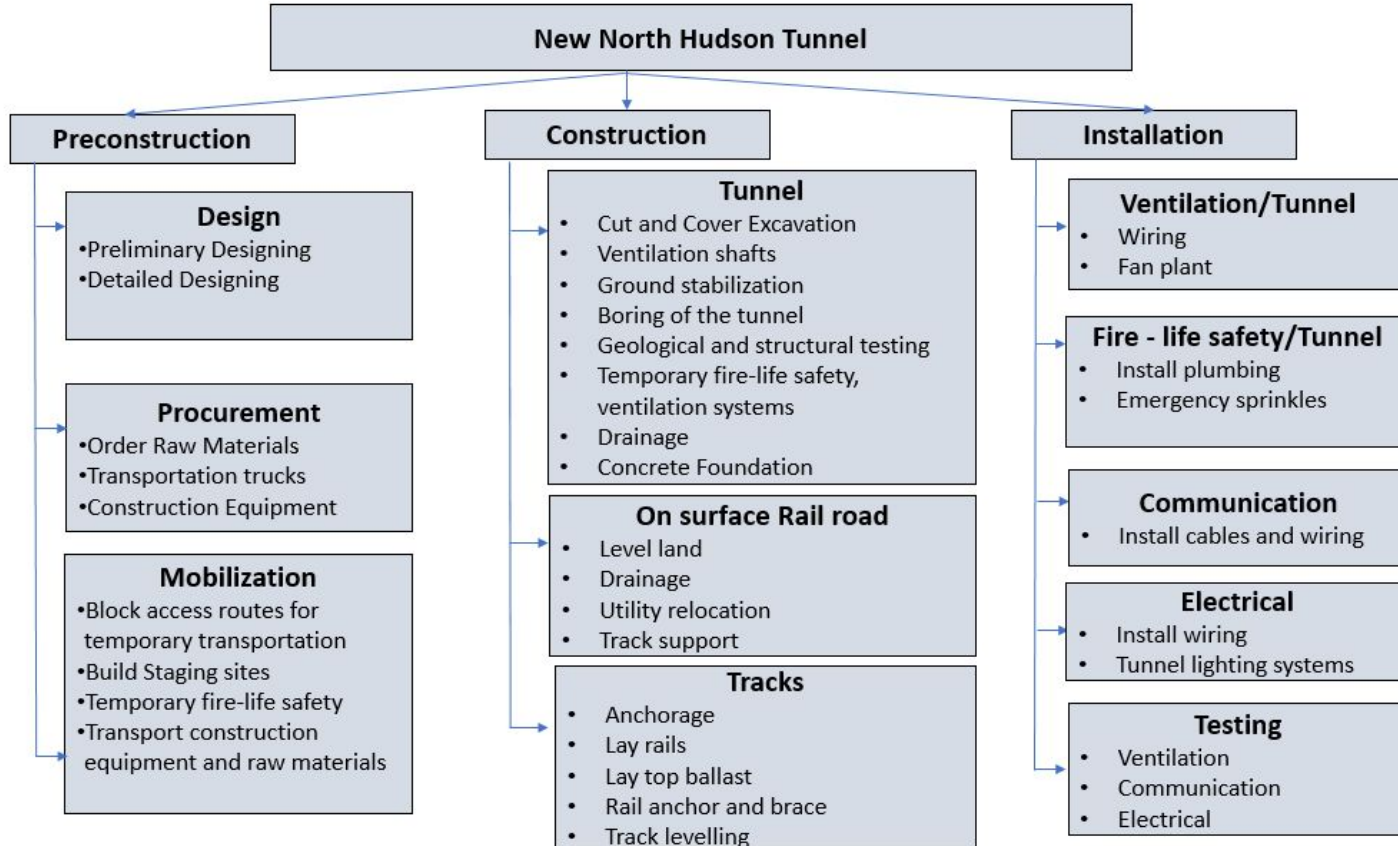 New North Hudson Tunnel
Preconstruction
Design
•Preliminary Designing
•Detailed Designing
Procurement
•Order Raw Materials
•Transportation trucks
•Construction Equipment
Mobilization
•Block access routes for
temporary transportation
•Build Staging sites
•Temporary fire-life safety
•Transport construction
equipment and raw materials
Construction
Tunnel
• Cut and Cover Excavation
• Ventilation shafts
• Ground stabilization
• Boring of the tunnel
• Geological and structural testing
• Temporary fire-life safety,
ventilation systems
• Drainage
• Concrete Foundation
On surface Rail road
• Level land
• Drainage
• Utility relocation
• Track support
Tracks
• Anchorage
• Lay rails
• Lay top ballast
• Rail anchor and brace
• Track levelling
Installation
Ventilation/Tunnel
• Wiring
• Fan plant
Fire - life safety/Tunnel
• Install plumbing
• Emergency sprinkles
Communication
• Install cables and wiring
Electrical
• Install wiring
• Tunnel lighting systems
Testing
• Ventilation
• Communication
• Electrical